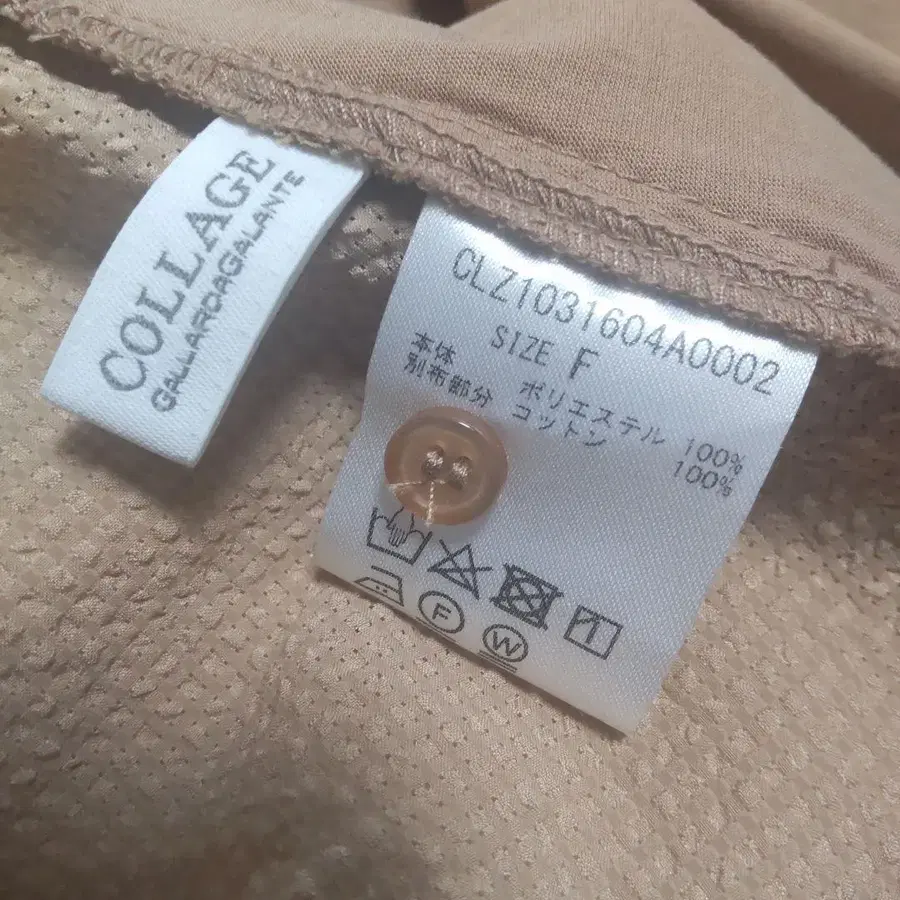 COLLAGE
GALLARDAGALANTE
CLZ1031604A0002
SIZE F
本体 ポリエステル 100%
別布部分 コットン 100%
F
W